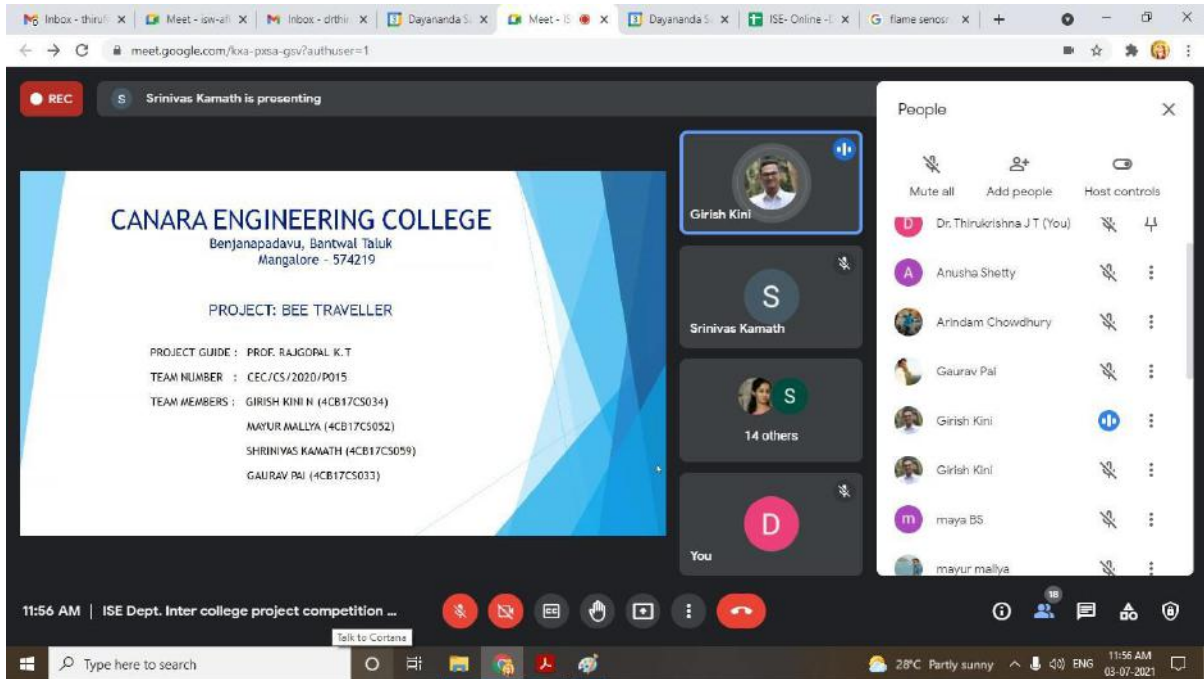 Inbox - thiru
Meet - isw-afi
Inbox - drthi
Dayananda S
Meet - IS
Dayananda S
ISE- Online -
flame senosr
meet.google.com/kxa-pxsa-gsv?authuser=1
REC
S Srinivas Kamath is presenting
CANARA ENGINEERING COLLEGE
Benjanapadavu, Bantwal Taluk
Mangalore - 574219
PROJECT: BEE TRAVELLER
PROJECT GUIDE : PROF. RAJGOPAL K.T
TEAM NUMBER : CEC/CS/2020/P015
TEAM MEMBERS : GIRISH KINI N (4CB17CS034)
MAYUR MALLYA (4CB17CS052)
SHRINIVAS KAMATH (4CB17CS059)
GAURAV PAI (4CB17CS033)
Girish Kini
S
Srinivas Kamath
S
14 others
D
You
People
Mute all Add people Host controls
D Dr. Thirukrishna J T (You)
A Anusha Shetty
Arindam Chowdhury
Gaurav Pai
Girish Kini
Girish Kini
m maya BS
mayur mallya
11:56 AM | ISE Dept. Inter college project competition ...
CC
18
Talk to Cortana
Type here to search
28°C Partly sunny ENG
11:56 AM
03-07-2021